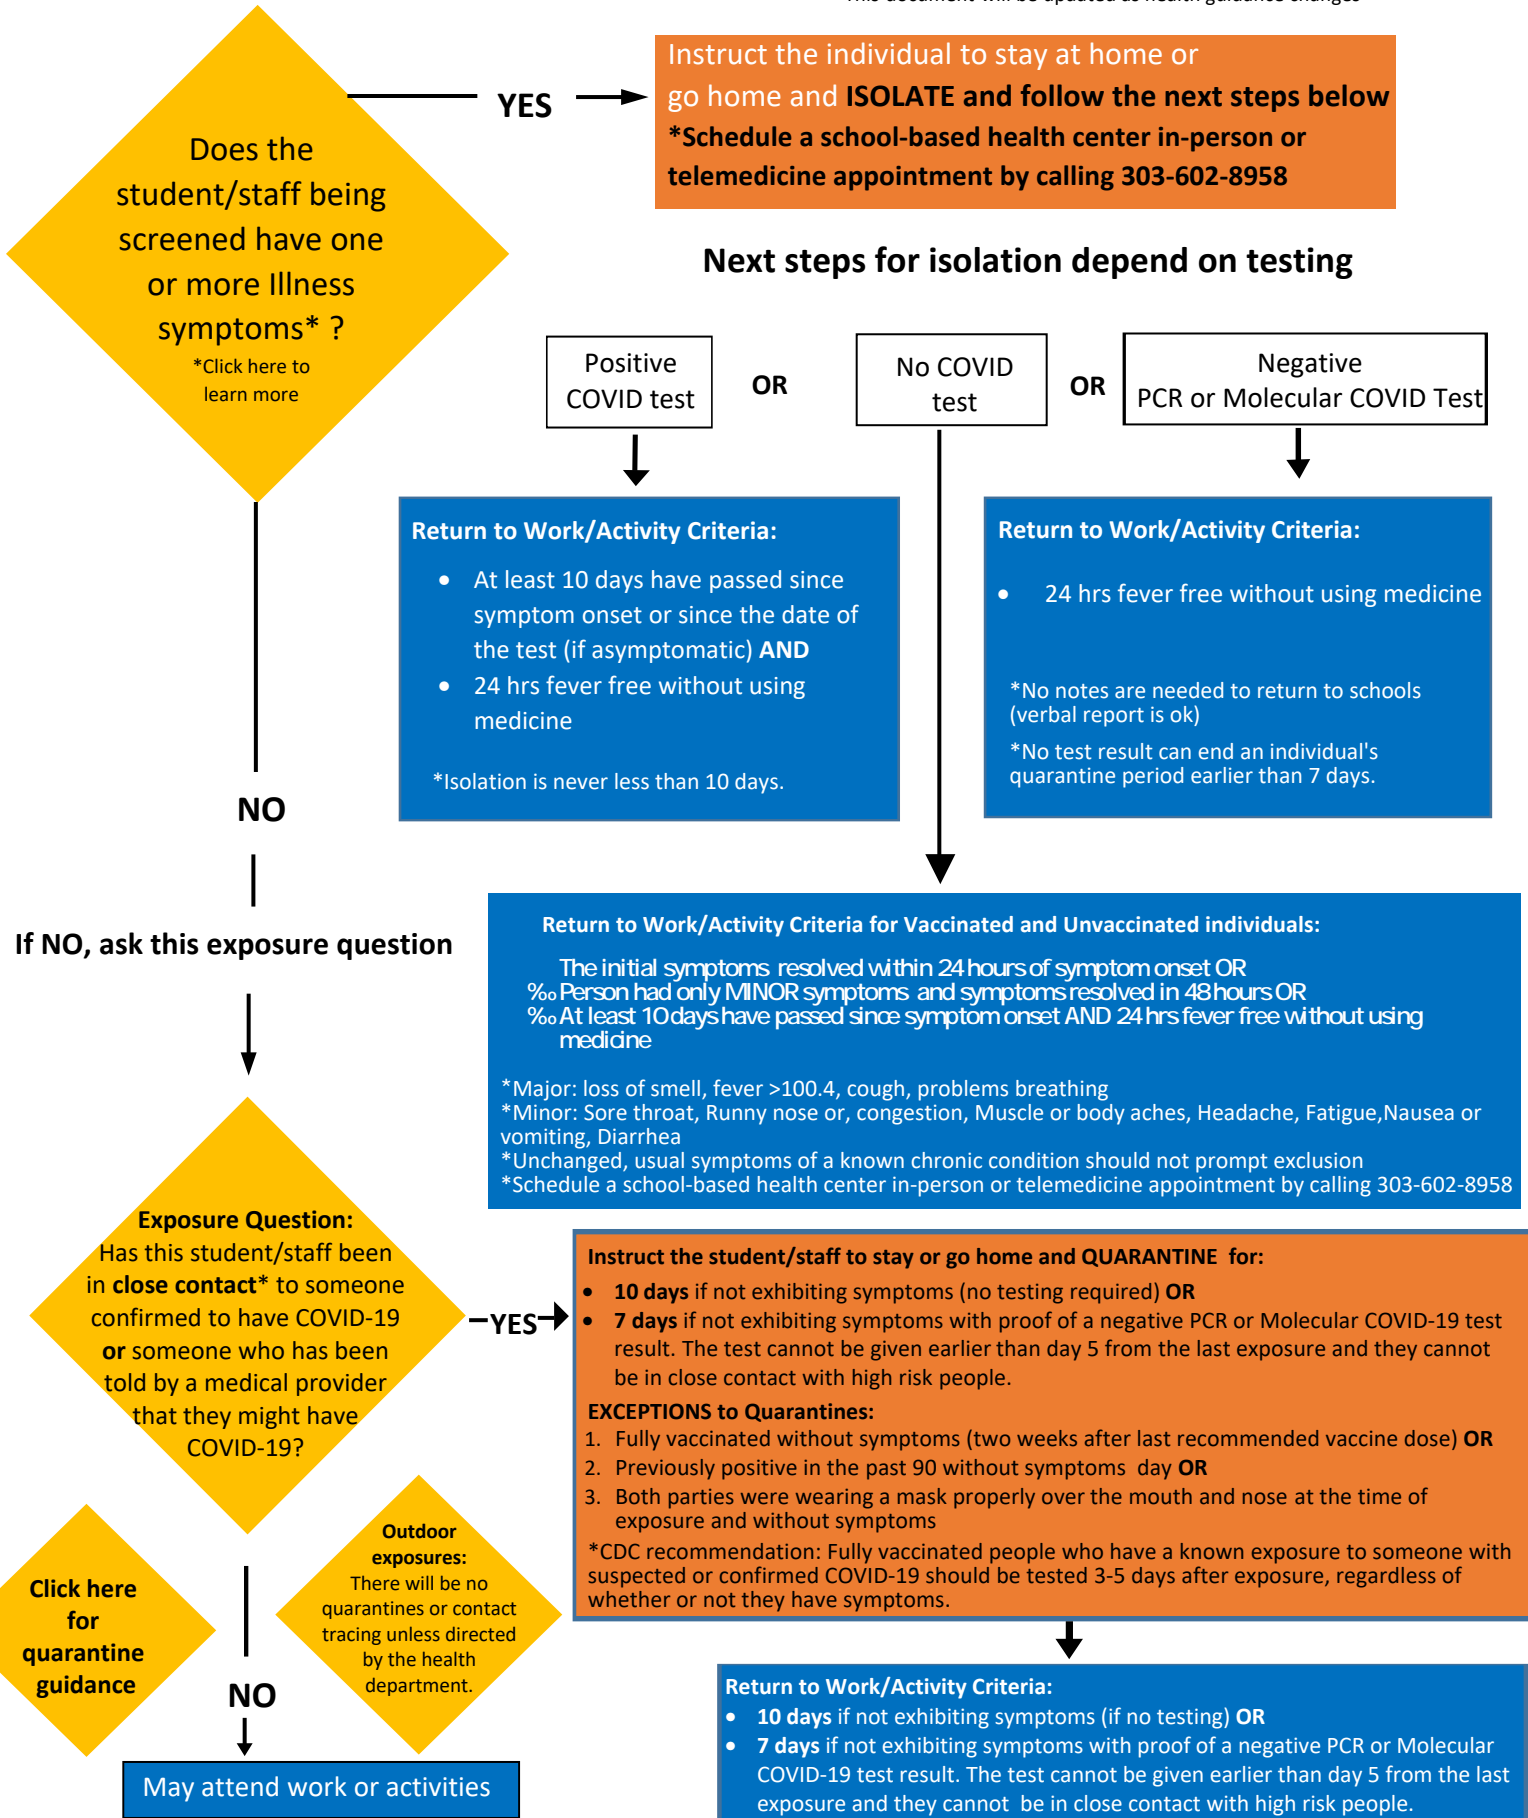 This document will be updated as health guidance changes
Does the
student/staff being
screened have one
or more Illness
symptoms* ?
*Click here to
learn more
YES
Instruct the individual to stay at home or
go home and ISOLATE and follow the next steps below
*Schedule a school-based health center in-person or
telemedicine appointment by calling 303-602-8958
Next steps for isolation depend on testing
Positive
COVID test
OR
No COVID
test
OR
Negative
PCR or Molecular COVID Test
Return to Work/Activity Criteria:
• At least 10 days have passed since
symptom onset or since the date of
the test (if asymptomatic) AND
• 24 hrs fever free without using
medicine
*Isolation is never less than 10 days.
Return to Work/Activity Criteria:
• 24 hrs fever free without using medicine
*No notes are needed to return to schools
(verbal report is ok)
*No test result can end an individual's
quarantine period earlier than 7 days.
NO
If NO, ask this exposure question
Return to Work/Activity Criteria for Vaccinated and Unvaccinated individuals:
The initial symptoms resolved within 24 hours of symptom onset OR
‰ Person had only MINOR symptoms and symptoms resolved in 48 hours OR
‰ At least 10 days have passed since symptom onset AND 24 hrs fever free without using
medicine
*Major: loss of smell, fever >100.4, cough, problems breathing
*Minor: Sore throat, Runny nose or, congestion, Muscle or body aches, Headache, Fatigue,Nausea or
vomiting, Diarrhea
*Unchanged, usual symptoms of a known chronic condition should not prompt exclusion
*Schedule a school-based health center in-person or telemedicine appointment by calling 303-602-8958
Exposure Question:
Has this student/staff been
in close contact* to someone
confirmed to have COVID-19
or someone who has been
told by a medical provider
that they might have
COVID-19?
YES
Instruct the student/staff to stay or go home and QUARANTINE for:
• 10 days if not exhibiting symptoms (no testing required) OR
• 7 days if not exhibiting symptoms with proof of a negative PCR or Molecular COVID-19 test
result. The test cannot be given earlier than day 5 from the last exposure and they cannot
be in close contact with high risk people.
EXCEPTIONS to Quarantines:
1. Fully vaccinated without symptoms (two weeks after last recommended vaccine dose) OR
2. Previously positive in the past 90 without symptoms day OR
3. Both parties were wearing a mask properly over the mouth and nose at the time of
exposure and without symptoms
*CDC recommendation: Fully vaccinated people who have a known exposure to someone with
suspected or confirmed COVID-19 should be tested 3-5 days after exposure, regardless of
whether or not they have symptoms.
Click here
for
quarantine
guidance
Outdoor
exposures:
There will be no
quarantines or contact
tracing unless directed
by the health
department.
NO
May attend work or activities
Return to Work/Activity Criteria:
• 10 days if not exhibiting symptoms (if no testing) OR
• 7 days if not exhibiting symptoms with proof of a negative PCR or Molecular
COVID-19 test result. The test cannot be given earlier than day 5 from the last
exposure and they cannot be in close contact with high risk people.